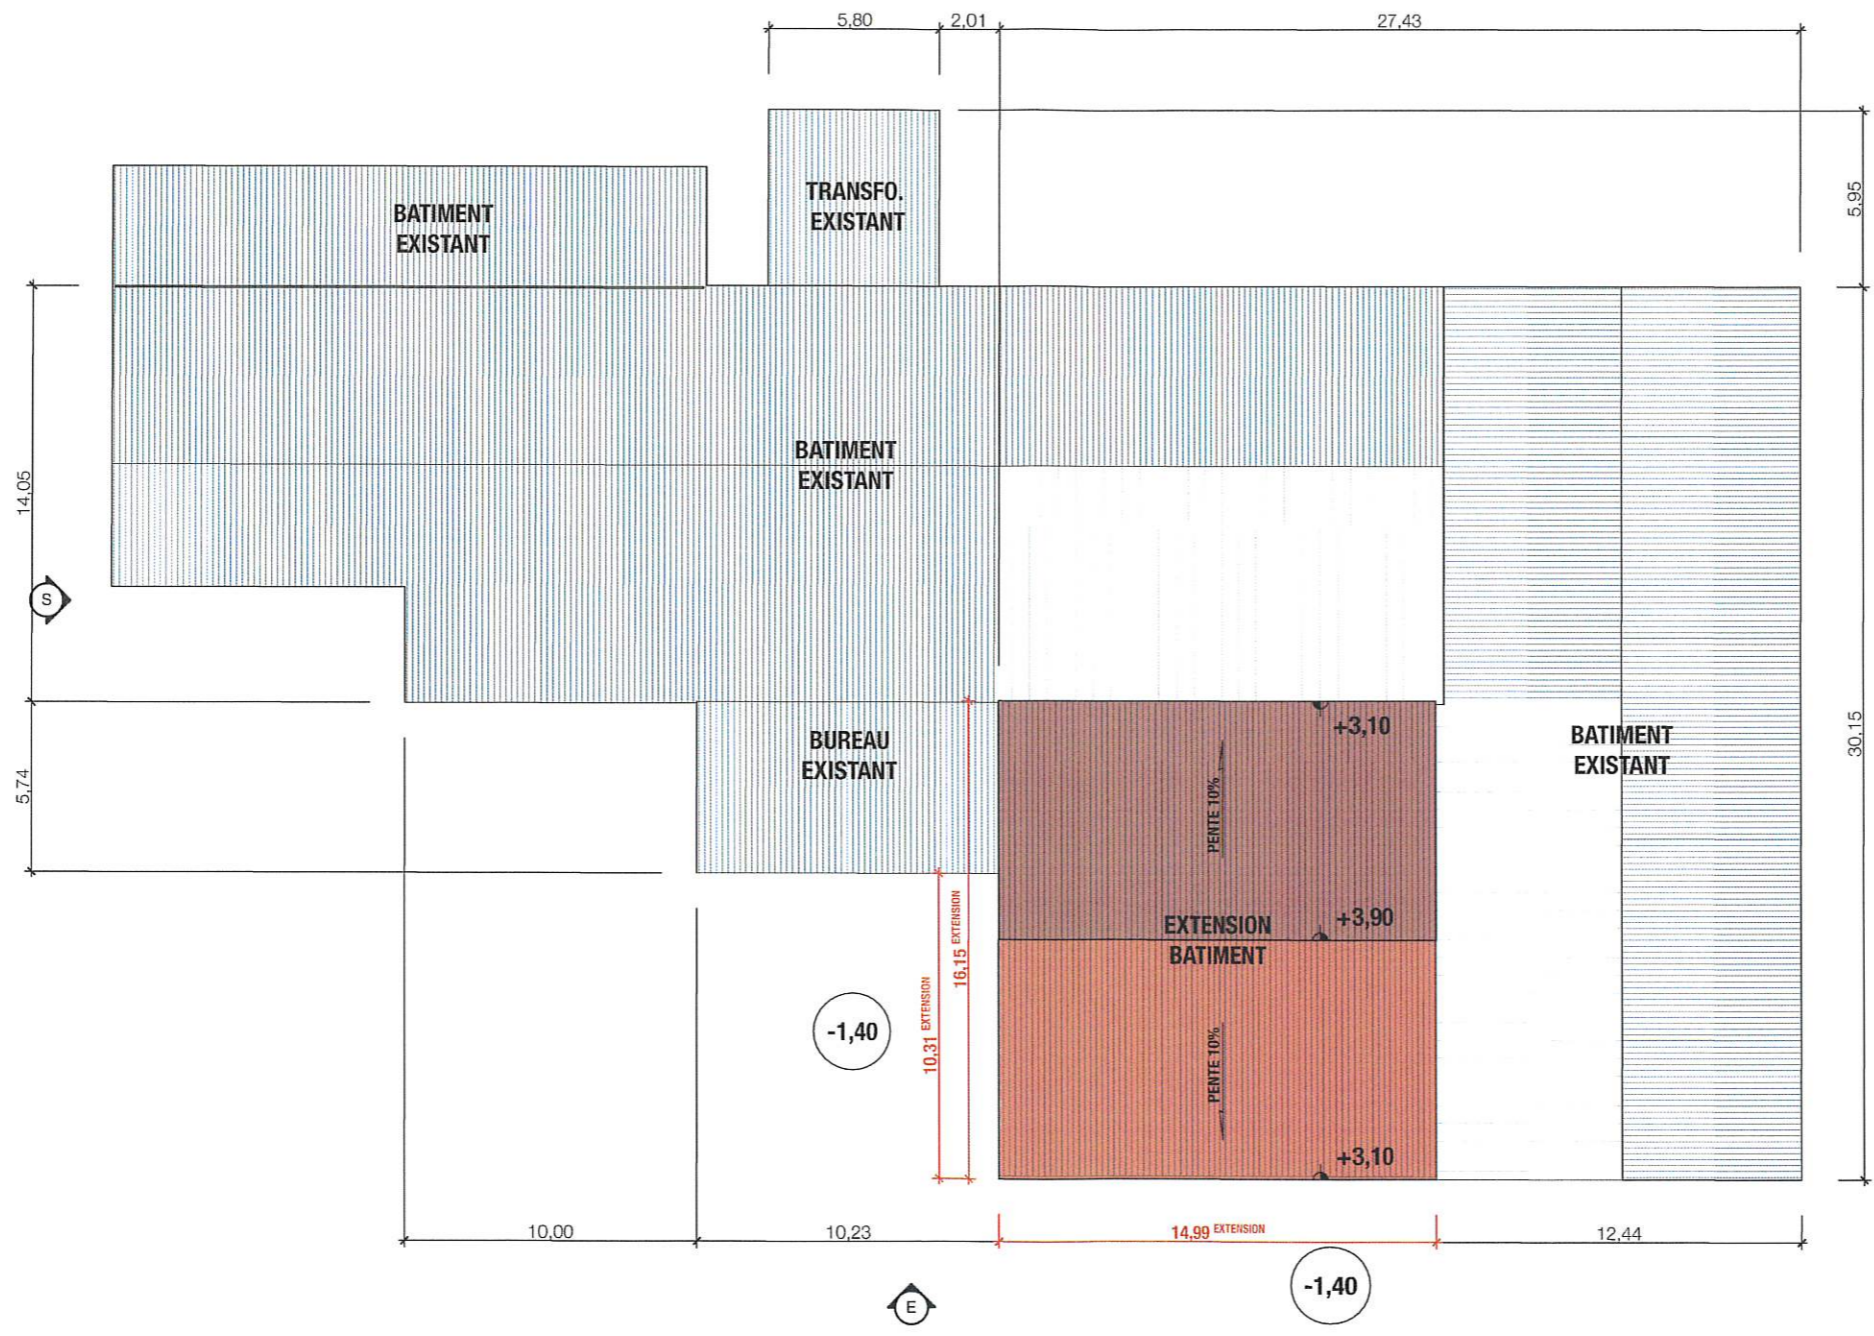 5,80
2,01
27,43
TRANSFO.
EXISTANT
BATIMENT
EXISTANT
5,95
BATIMENT
EXISTANT
14,05
S
BUREAU
EXISTANT
+3,10
BATIMENT
EXISTANT
30,15
5,74
PENTE 10%
16,15 EXTENSION
+3,90
EXTENSION
BATIMENT
10,31 EXTENSION
-1,40
PENTE 10%
+3,10
10,00
10,23
14,99 EXTENSION
12,44
-1,40
E